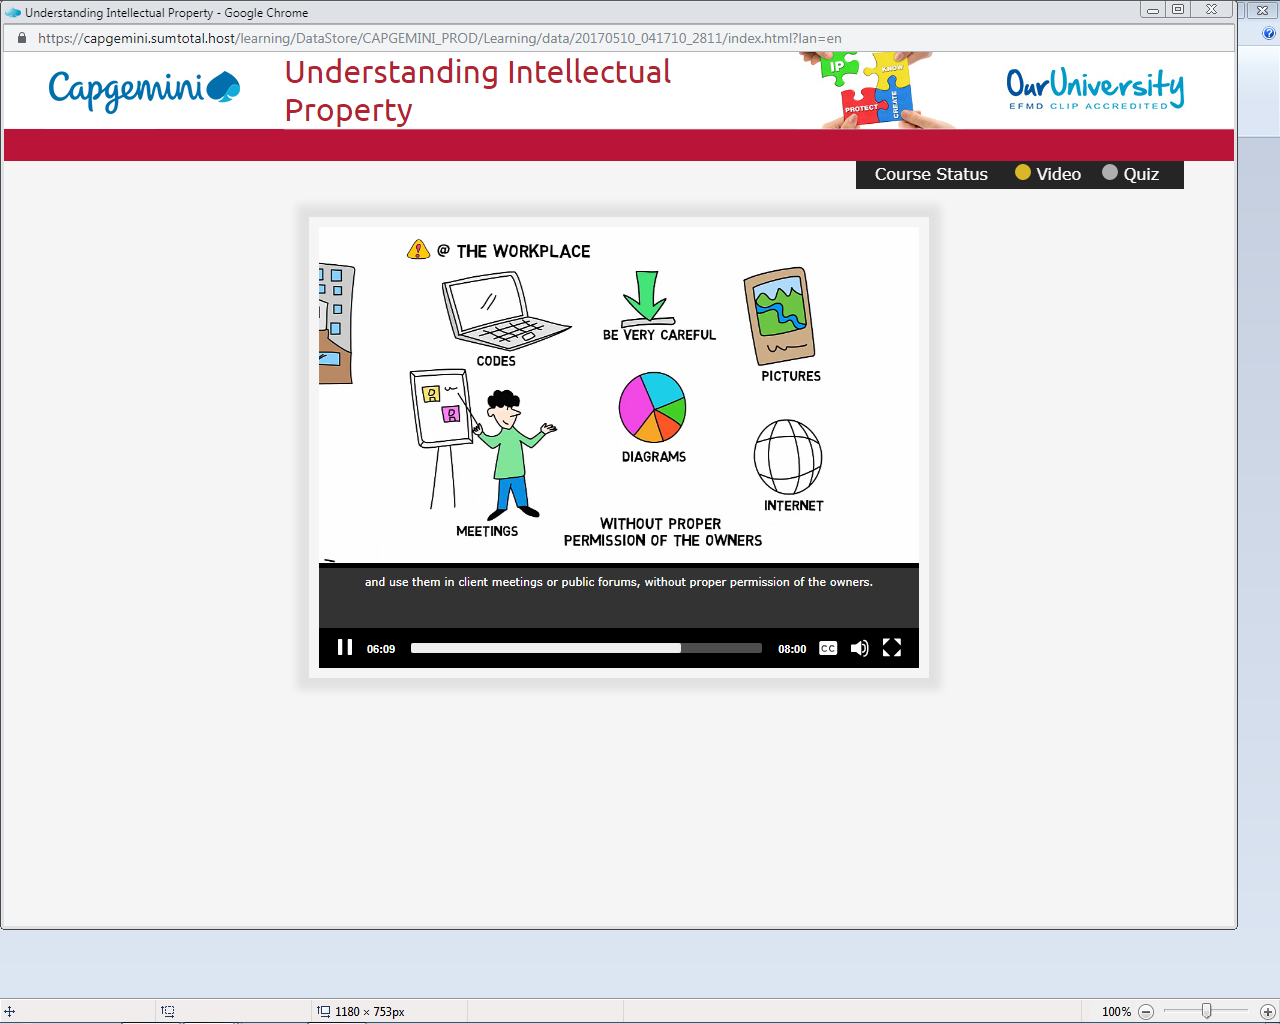 Understanding Intellectual Property - Google Chrome
https://capgemini.sumtotal.host/learning/DataStore/CAPGEMINI_PROD/Learning/data/20170510_041710_2811/index.html?lan=en
Capgemini
Understanding Intellectual
Property
IP
KNOW
PROTECT
CREATE
OurUniversity
EFMD CLIP ACCREDITED
Course Status Video Quiz
@ THE WORKPLACE
CODES
BE VERY CAREFUL
PICTURES
MEETINGS
DIAGRAMS
INTERNET
WITHOUT PROPER
PERMISSION OF THE OWNERS
and use them in client meetings or public forums, without proper permission of the owners.
06:09 08:00 CC
1180 × 753px 100%